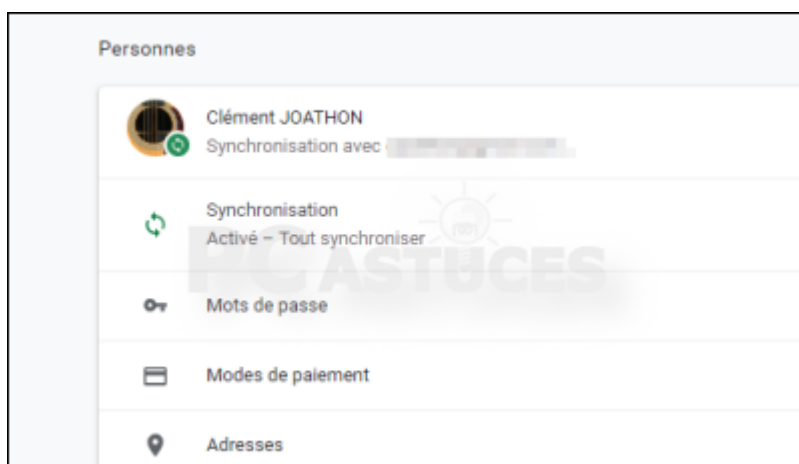 Personnes
Clément JOATHON
Synchronisation avec
Synchronisation
Activé – Tout synchroniser
PC ASTUCES
Mots de passe
Modes de paiement
Adresses